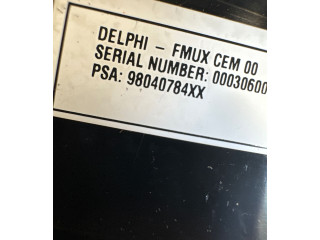 DELPHI - FMUX CEM 00
SERIAL NUMBER: 00030600
PSA: 98040784XX